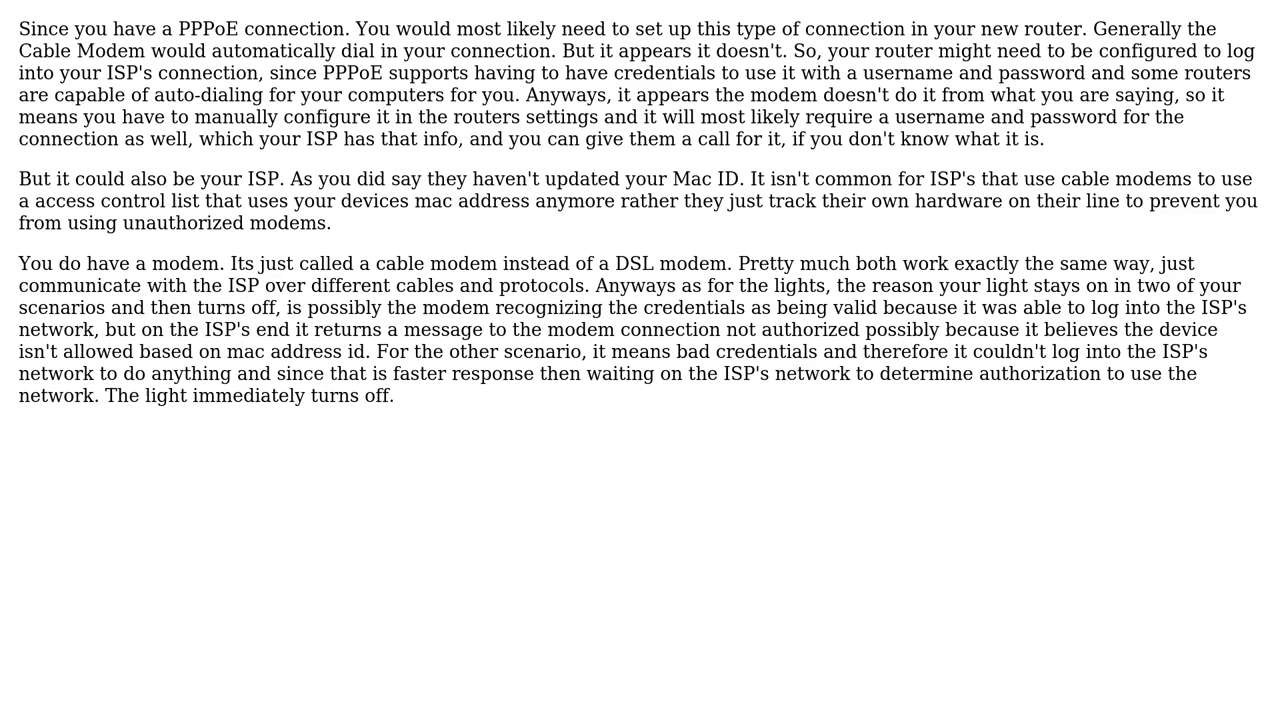 Since you have a PPPoE connection. You would most likely need to set up this type of connection in your new router. Generally the
Cable Modem would automatically dial in your connection. But it appears it doesn't. So, your router might need to be configured to log
into your ISP's connection, since PPPoE supports having to have credentials to use it with a username and password and some routers
are capable of auto-dialing for your computers for you. Anyways, it appears the modem doesn't do it from what you are saying, so it
means you have to manually configure it in the routers settings and it will most likely require a username and password for the
connection as well, which your ISP has that info, and you can give them a call for it, if you don't know what it is.
But it could also be your ISP. As you did say they haven't updated your Mac ID. It isn't common for ISP's that use cable modems to use
a access control list that uses your devices mac address anymore rather they just track their own hardware on their line to prevent you
from using unauthorized modems.
You do have a modem. Its just called a cable modem instead of a DSL modem. Pretty much both work exactly the same way, just
communicate with the ISP over different cables and protocols. Anyways as for the lights, the reason your light stays on in two of your
scenarios and then turns off, is possibly the modem recognizing the credentials as being valid because it was able to log into the ISP's
network, but on the ISP's end it returns a message to the modem connection not authorized possibly because it believes the device
isn't allowed based on mac address id. For the other scenario, it means bad credentials and therefore it couldn't log into the ISP's
network to do anything and since that is faster response then waiting on the ISP's network to determine authorization to use the
network. The light immediately turns off.